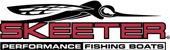 SKEETER
PERFORMANCE FISHING BOATS